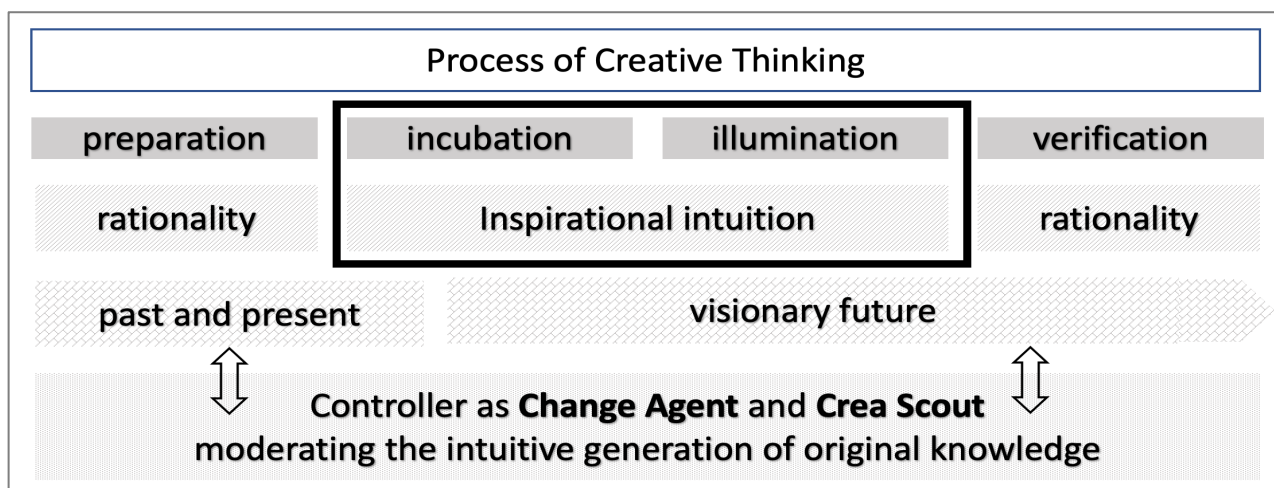 Process of Creative Thinking
preparation
incubation
illumination
verification
rationality
Inspirational intuition
rationality
past and present
visionary future
Controller as Change Agent and Crea Scout
moderating the intuitive generation of original knowledge